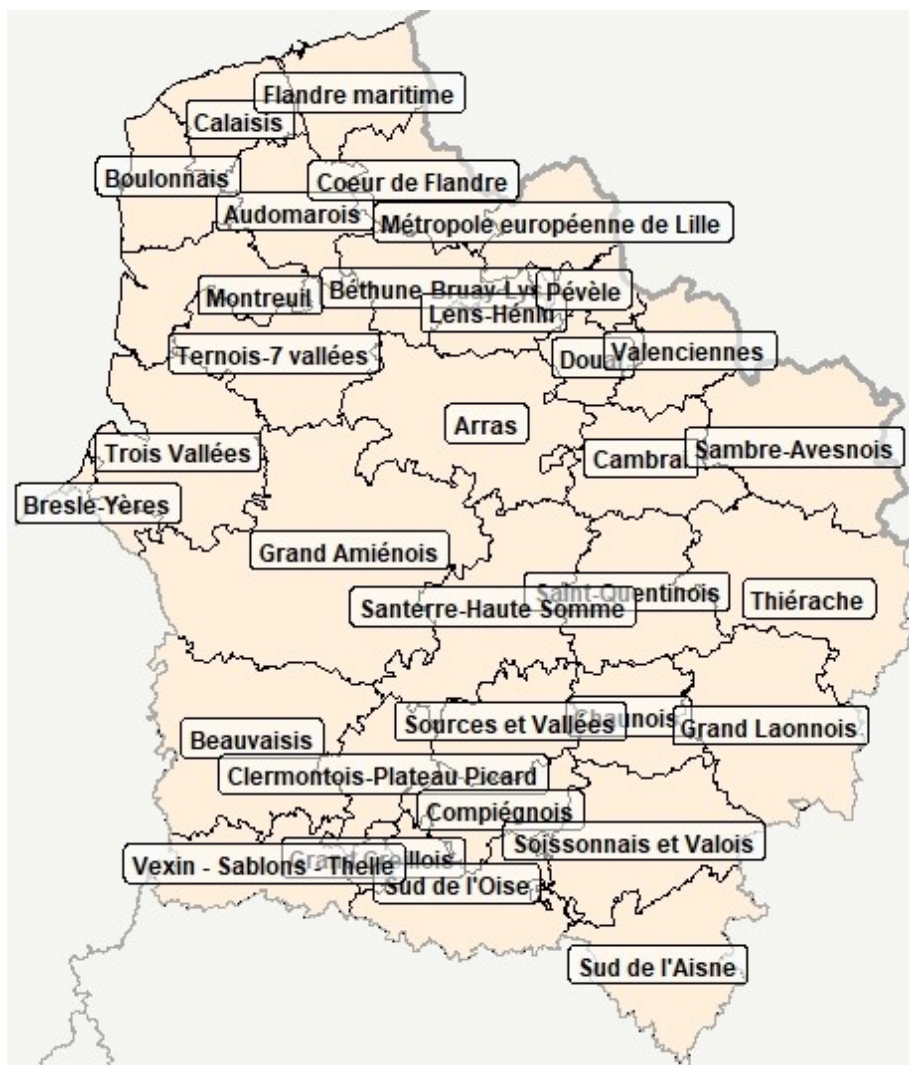 Flandre maritime
Calaisis
Boulonnais
Coeur de Flandre
Audomarois
Métropole européenne de Lille
Montreuil
Béthune-Bruay-Lys
Pévèle
Lens-Hénin
Ternois-7 vallées
Douai
Valenciennes
Arras
Trois Vallées
Cambrai
Sambre-Avesnois
Bresle-Yères
Grand Amiénois
Saint-Quentinois
Santerre-Haute Somme
Thiérache
Beauvaisis
Sources et Vallées
Chaunois
Grand Laonnois
Clermontois-Plateau Picard
Compiégnois
Soissonnais et Valois
Grand Creillois
Vexin - Sablons - Thelle
Sud de l'Oise
Sud de l'Aisne